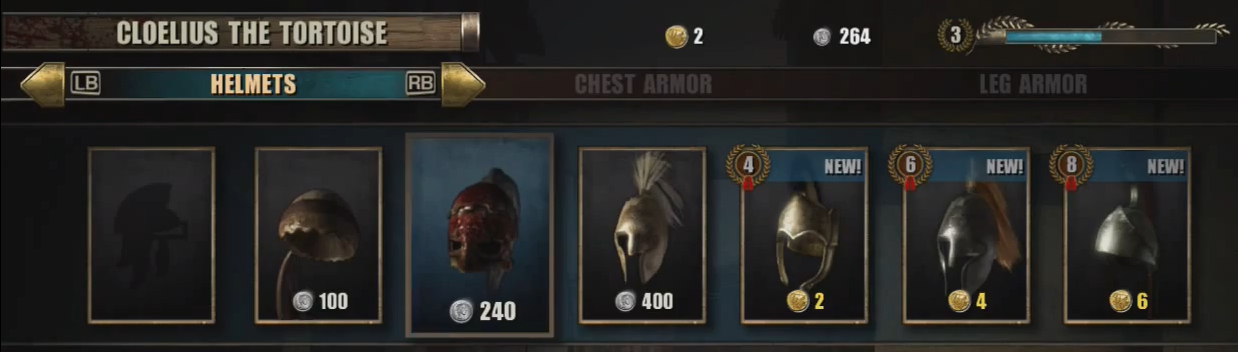 CLOELIUS THE TORTOISE
2
264
3
LB
HELMETS
RB
CHEST ARMOR
LEG ARMOR
4 NEW!
6 NEW!
8 NEW!
100
240
400
2
4
6